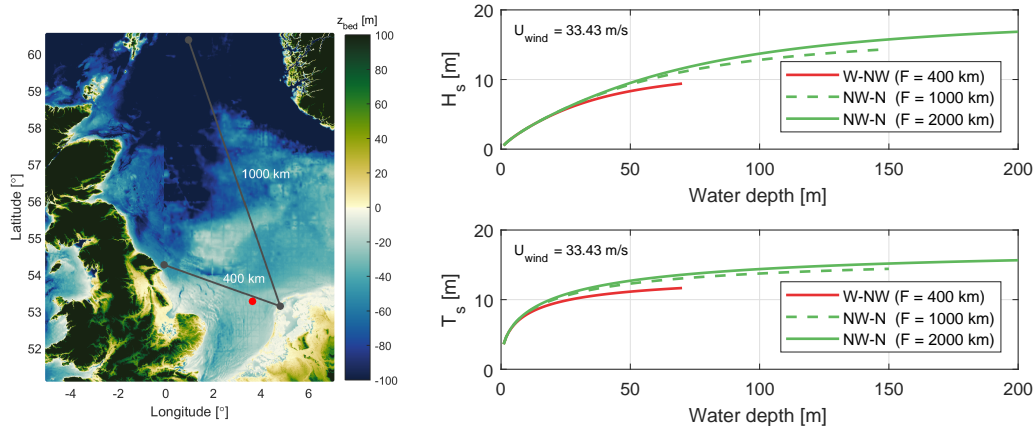 z_bed [m]
Latitude [°]
60
59
58
57
56
55
54
53
52
1000 km
400 km
-4
-2
0
2
4
6
Longitude [°]
100
80
60
40
20
0
-20
-40
-60
-80
-100
H_s [m]
20
10
0
U_wind = 33.43 m/s
W-NW (F = 400 km)
NW-N (F = 1000 km)
NW-N (F = 2000 km)
0
50
100
150
200
Water depth [m]
T_s [m]
20
10
0
U_wind = 33.43 m/s
W-NW (F = 400 km)
NW-N (F = 1000 km)
NW-N (F = 2000 km)
0
50
100
150
200
Water depth [m]